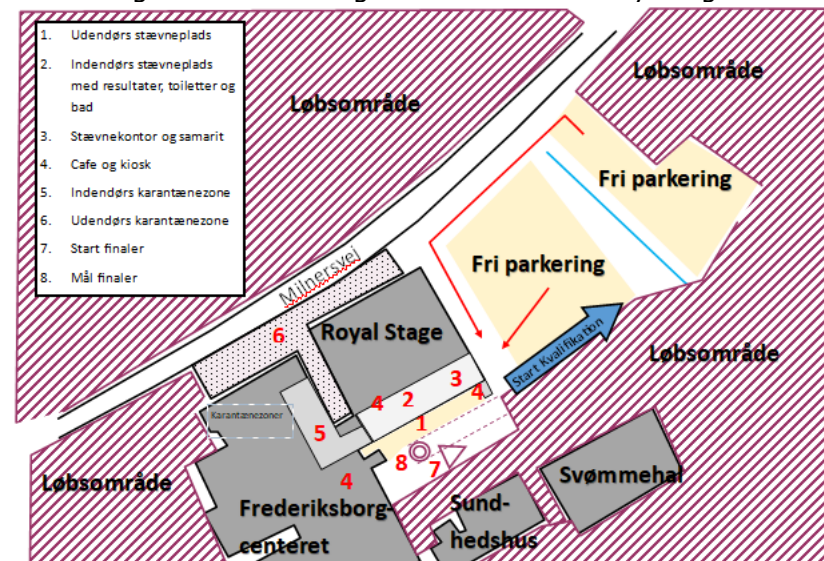 1. Udendørs stævneplads
2. Indendørs stævneplads
med resultater, toiletter og
bad
3. Stævnekontor og samarit
4. Cafe og kiosk
5. Indendørs karantænezone
6. Udendørs karantænezone
7. Start finaler
8. Mål finaler
Løbsområde
Løbsområde
Fri parkering
Fri parkering
Milnersvej
6
Royal Stage
Start Kvalifikation
Løbsområde
3
4
2
4
1
Karantænezoner
5
8
7
4
Løbsområde
Frederiksborg-
centeret
Sund-
hedshus
Svømmehal